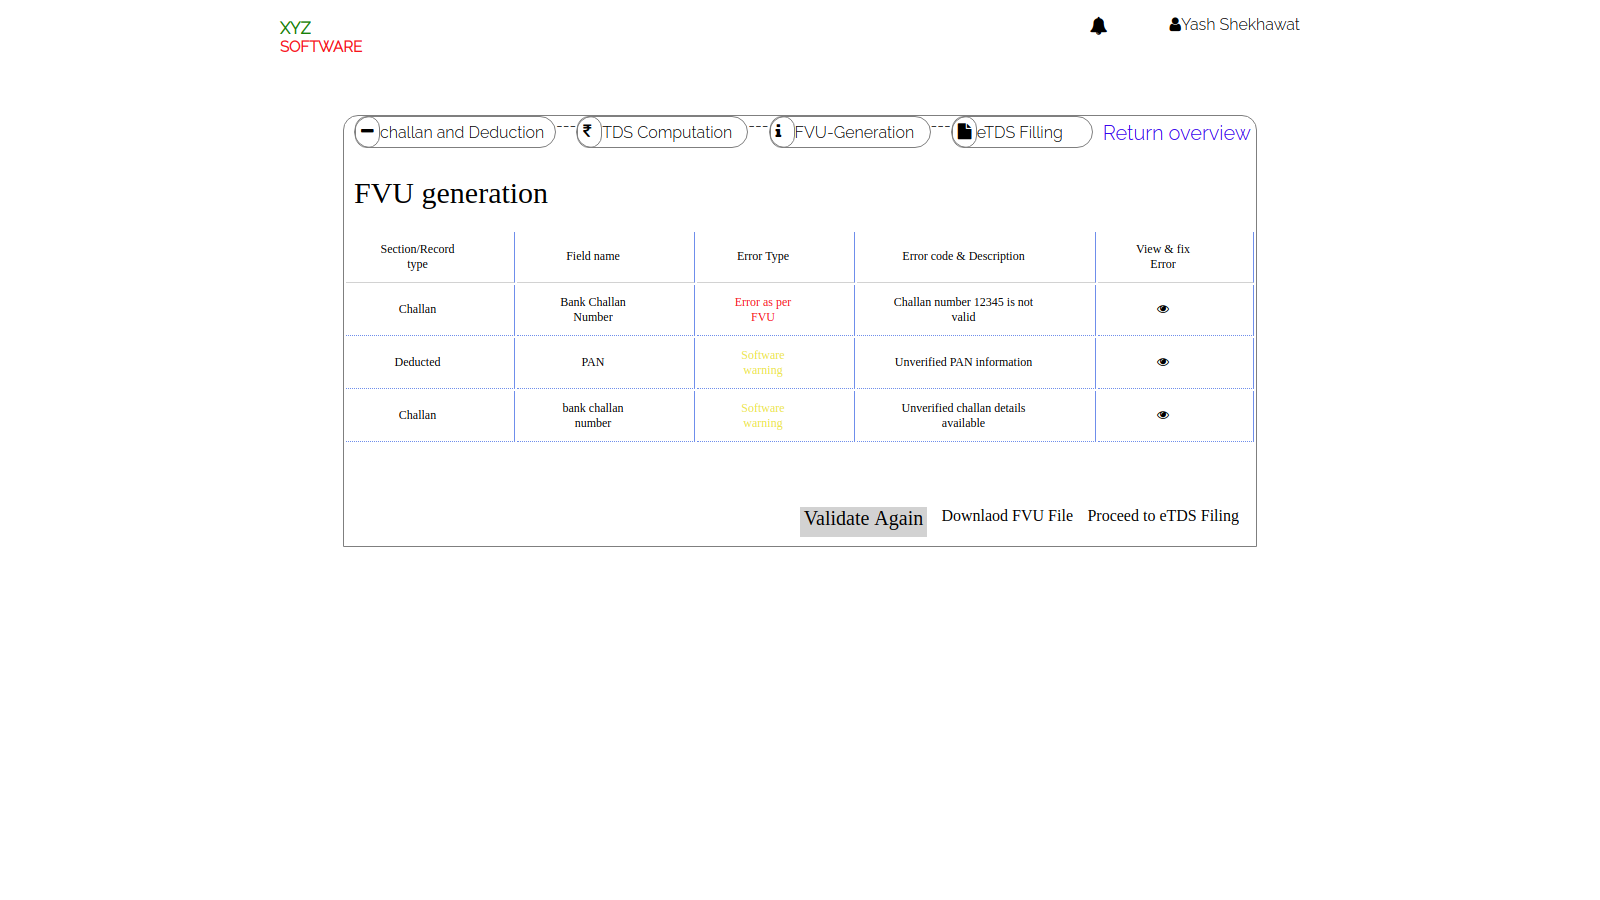 XYZ
SOFTWARE
Yash Shekhawat
challan and Deduction --- TDS Computation --- FVU-Generation --- eTDS Filling Return overview
FVU generation
Section/Record
type
Field name
Error Type
Error code & Description
View & fix
Error
Challan
Bank Challan
Number
Error as per
FVU
Challan number 12345 is not
valid
Deducted
PAN
Software
warning
Unverified PAN information
Challan
bank challan
number
Software
warning
Unverified challan details
available
Validate Again Downlaod FVU File Proceed to eTDS Filing